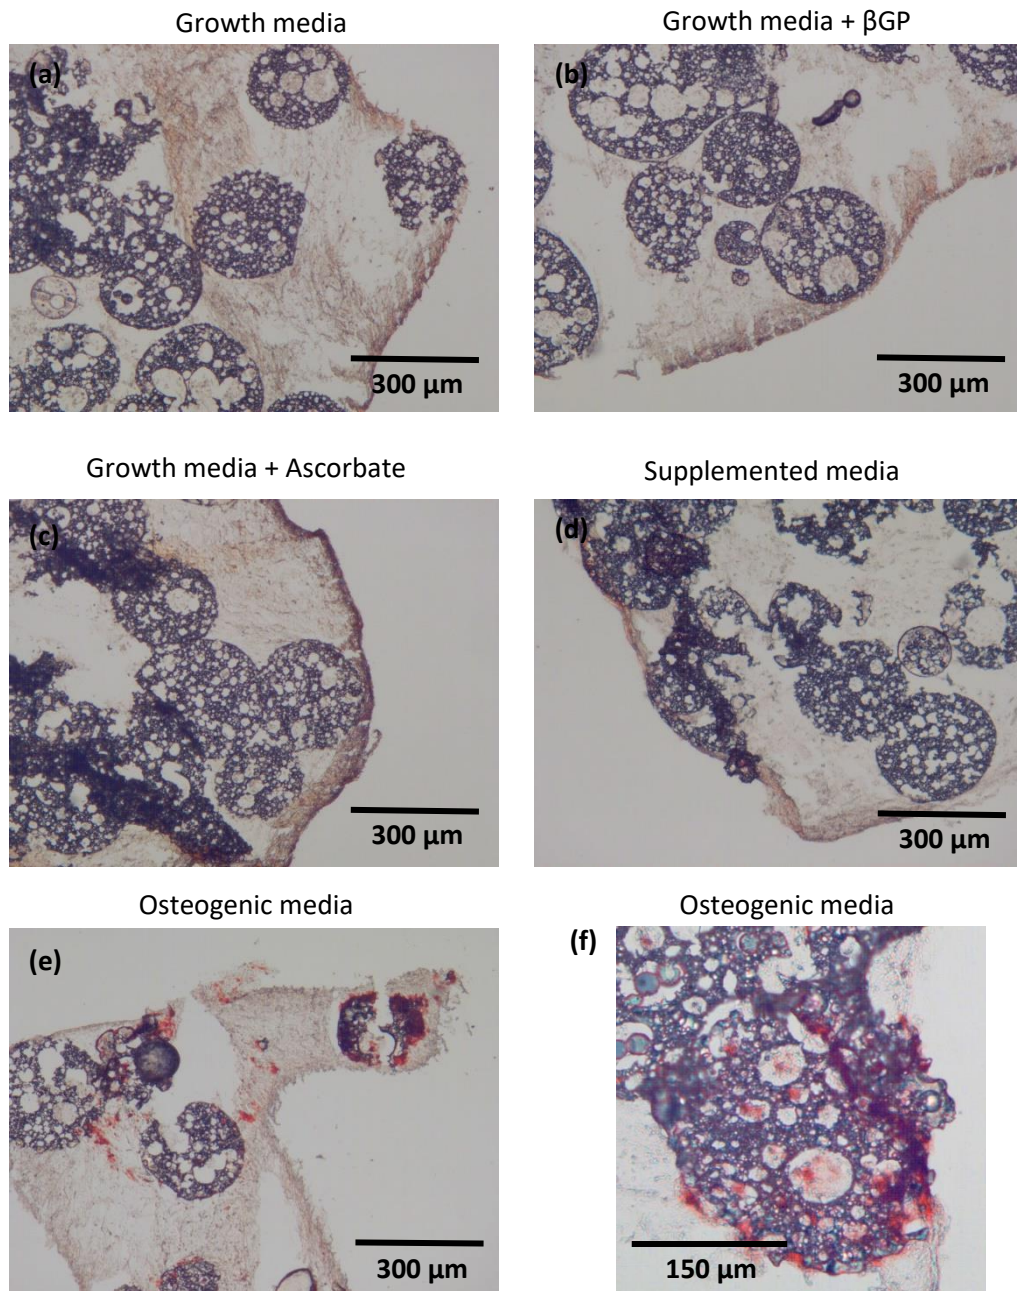 Growth media
Growth media + βGP
(a)
(b)
300 µm
300 µm
Growth media + Ascorbate
Supplemented media
(c)
(d)
300 µm
300 µm
Osteogenic media
Osteogenic media
(e)
(f)
300 µm
150 µm